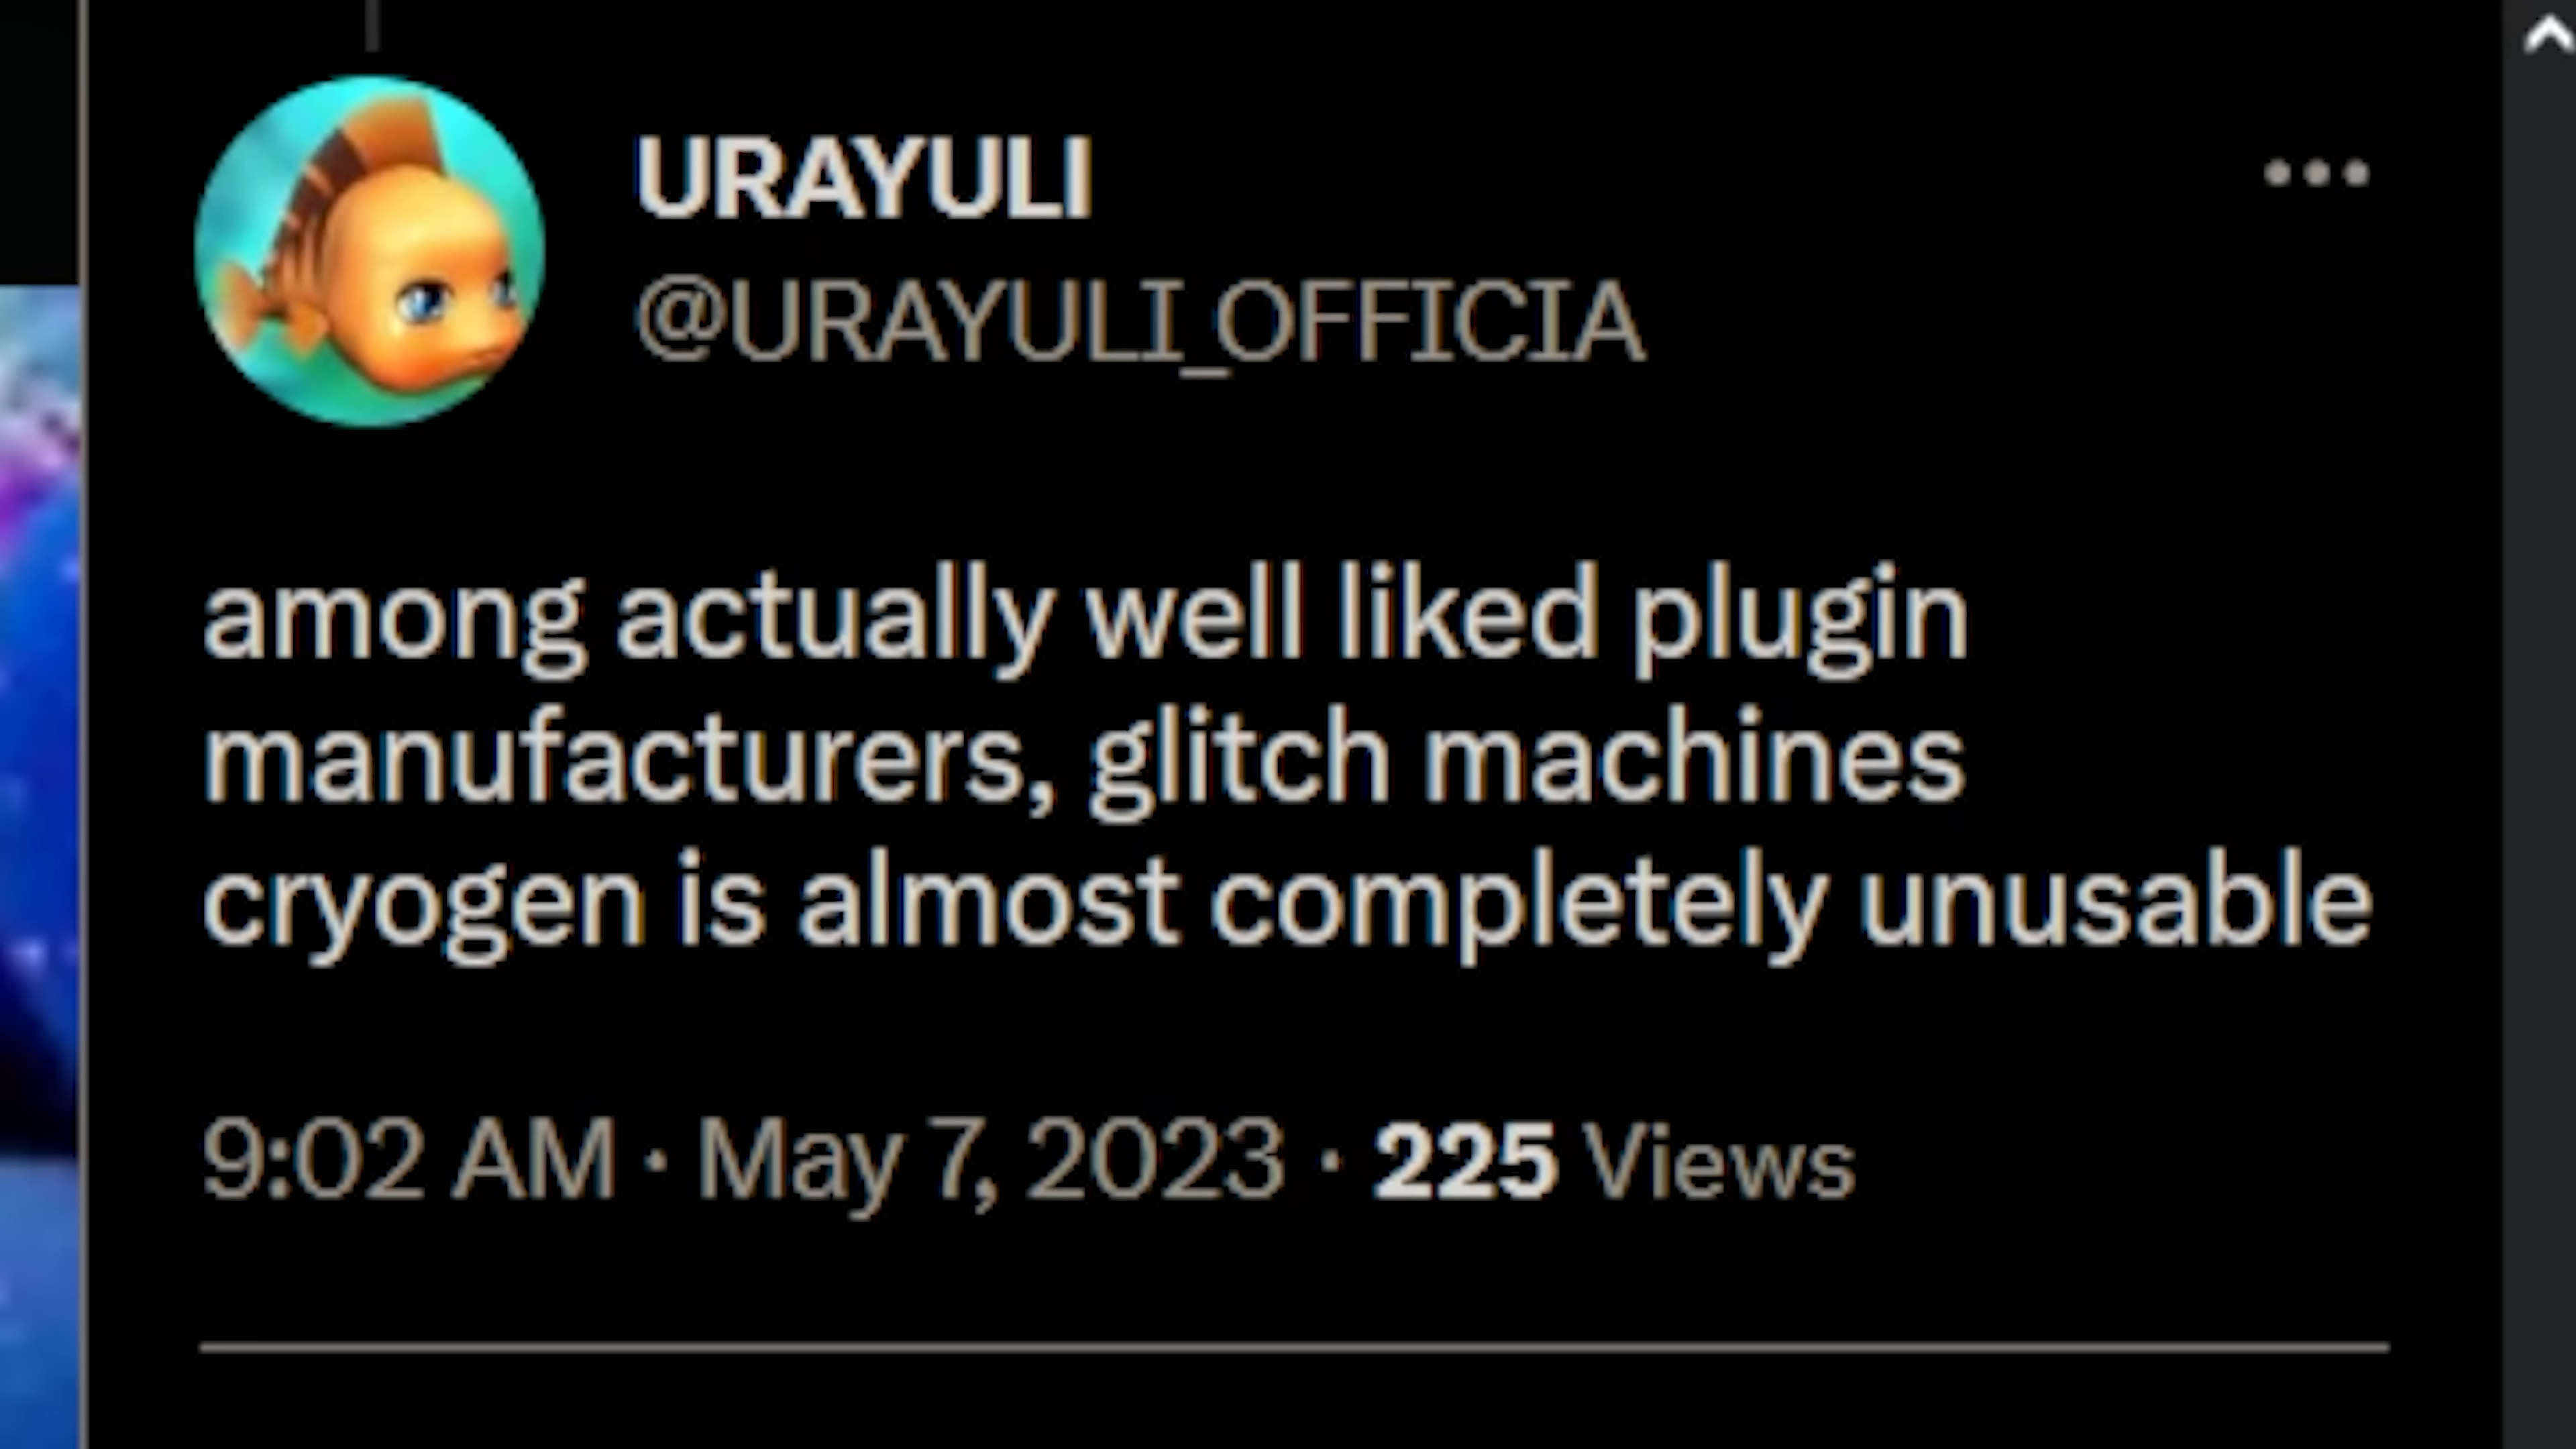 URAYULI
@URAYULI_OFFICIA
among actually well liked plugin
manufacturers, glitch machines
cryogen is almost completely unusable
9:02 AM · May 7, 2023 · 225 Views